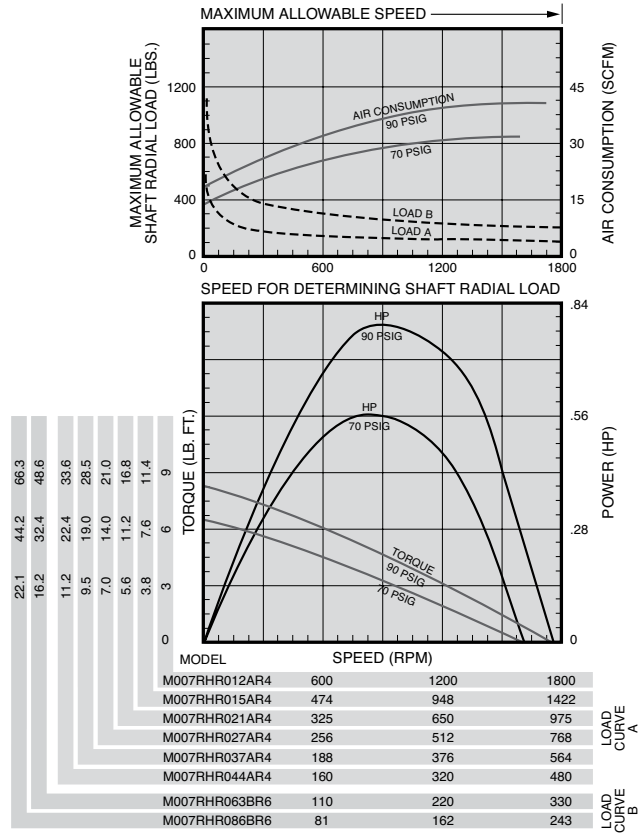 MAXIMUM ALLOWABLE SPEED
MAXIMUM ALLOWABLE
SHAFT RADIAL LOAD (LBS.)
1200
800
400
0
AIR CONSUMPTION
90 PSIG
70 PSIG
LOAD B
LOAD A
45
30
15
0
AIR CONSUMPTION (SCFM)
0 600 1200 1800
SPEED FOR DETERMINING SHAFT RADIAL LOAD
HP
90 PSIG
HP
70 PSIG
TORQUE
90 PSIG
70 PSIG
.84
.56
.28
0
POWER (HP)
TORQUE (LB. FT.)
66.3 48.6 33.6 28.5 21.0 16.8 11.4 9
44.2 32.4 22.4 19.0 14.0 11.2 7.6 6
22.1 16.2 11.2 9.5 7.0 5.6 3.8 3
0
MODEL SPEED (RPM)
M007RHR012AR4 600 1200 1800
M007RHR015AR4 474 948 1422
M007RHR021AR4 325 650 975
M007RHR027AR4 256 512 768
M007RHR037AR4 188 376 564
M007RHR044AR4 160 320 480
M007RHR063BR6 110 220 330
M007RHR086BR6 81 162 243
LOAD
CURVE
A
LOAD
CURVE
B